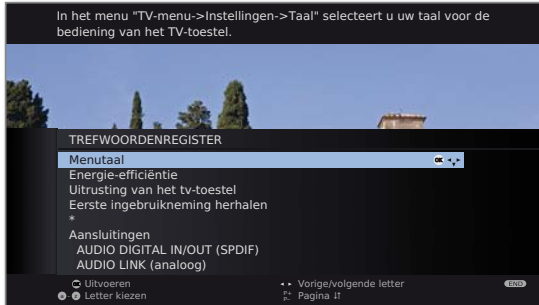 In het menu "TV-menu->Instellingen->Taal" selecteert u uw taal voor de
bediening van het TV-toestel.
TREFWOORDENREGISTER
Menutaal OK
Energie-efficiëntie
Uitrusting van het tv-toestel
Eerste ingebruikneming herhalen
*
Aansluitingen
AUDIO DIGITAL IN/OUT (SPDIF)
AUDIO LINK (analoog)
OK Uitvoeren Vorige/volgende letter END
Letter kiezen P+ P- Pagina ↓↑